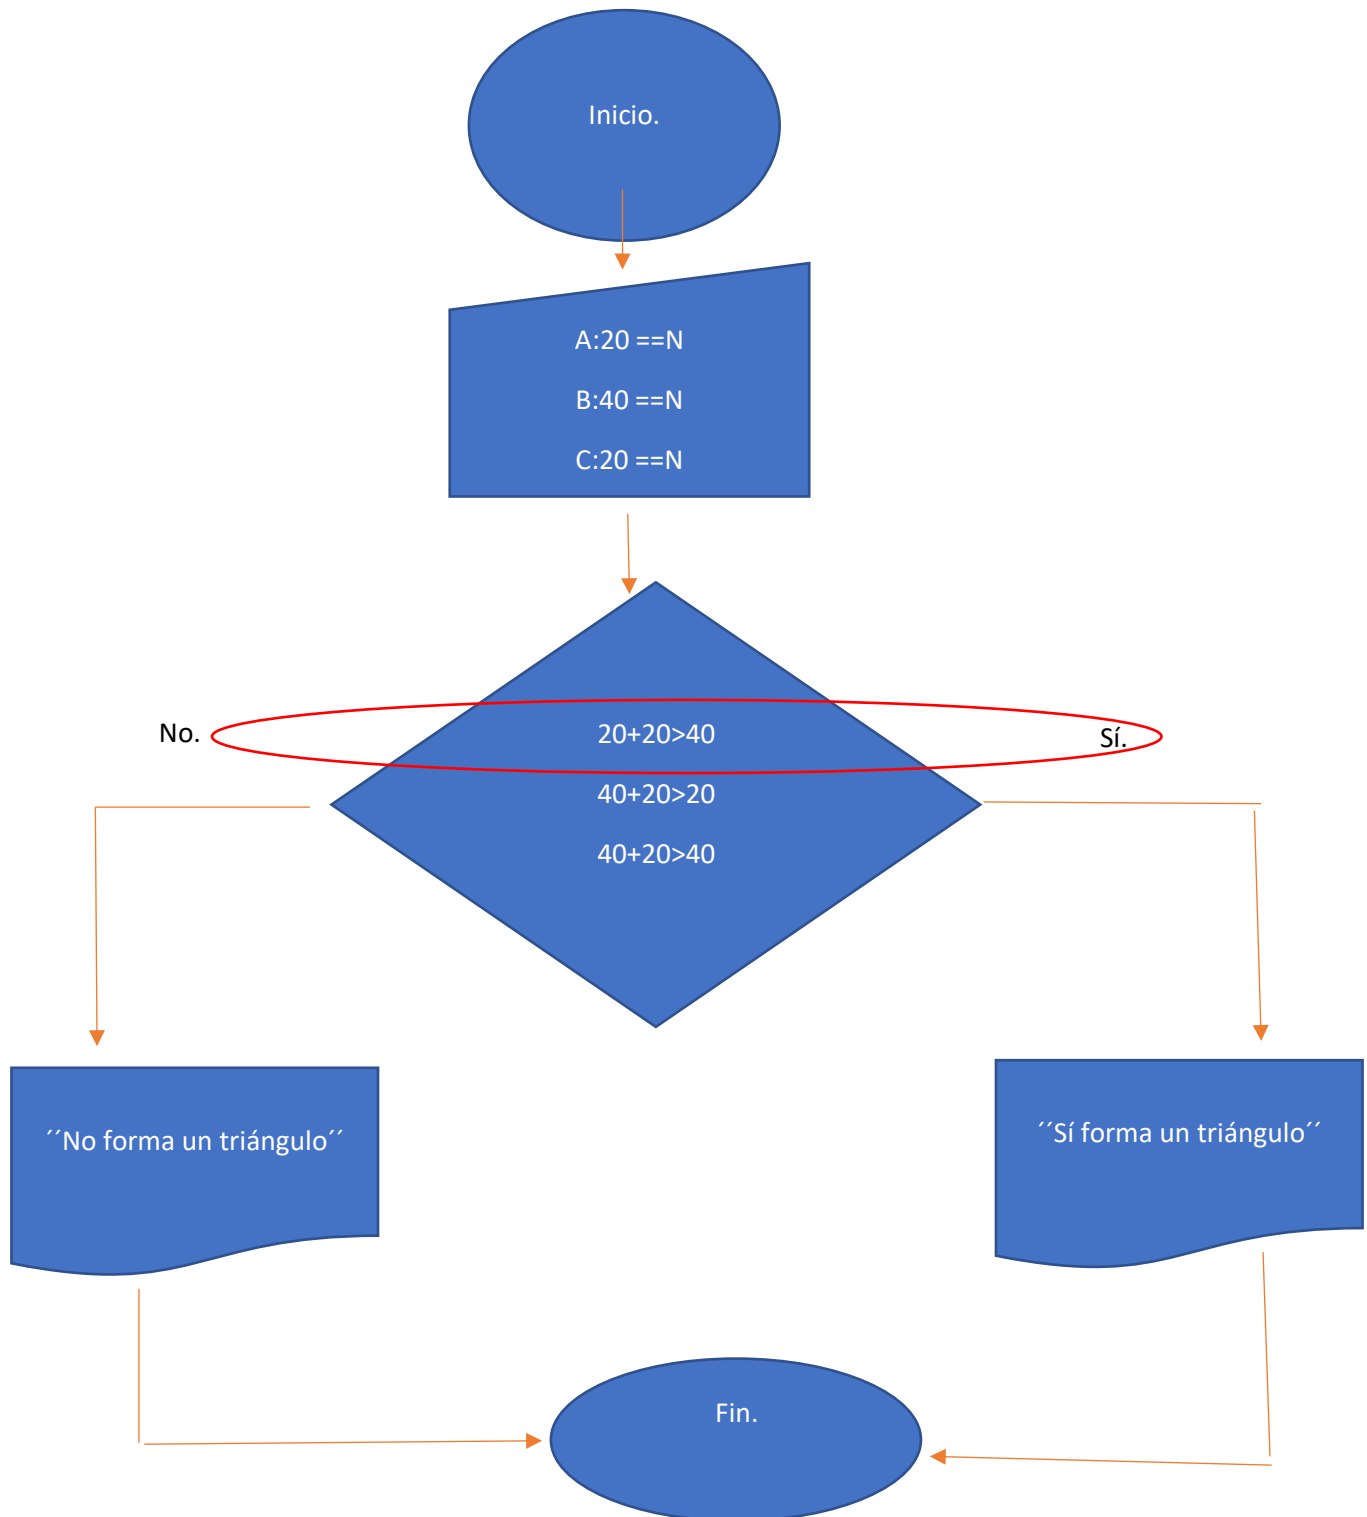 Inicio.
A:20 ==N
B:40 ==N
C:20 ==N
No.
20+20>40
Sí.
40+20>20
40+20>40
´´No forma un triángulo´´
´´Sí forma un triángulo´´
Fin.